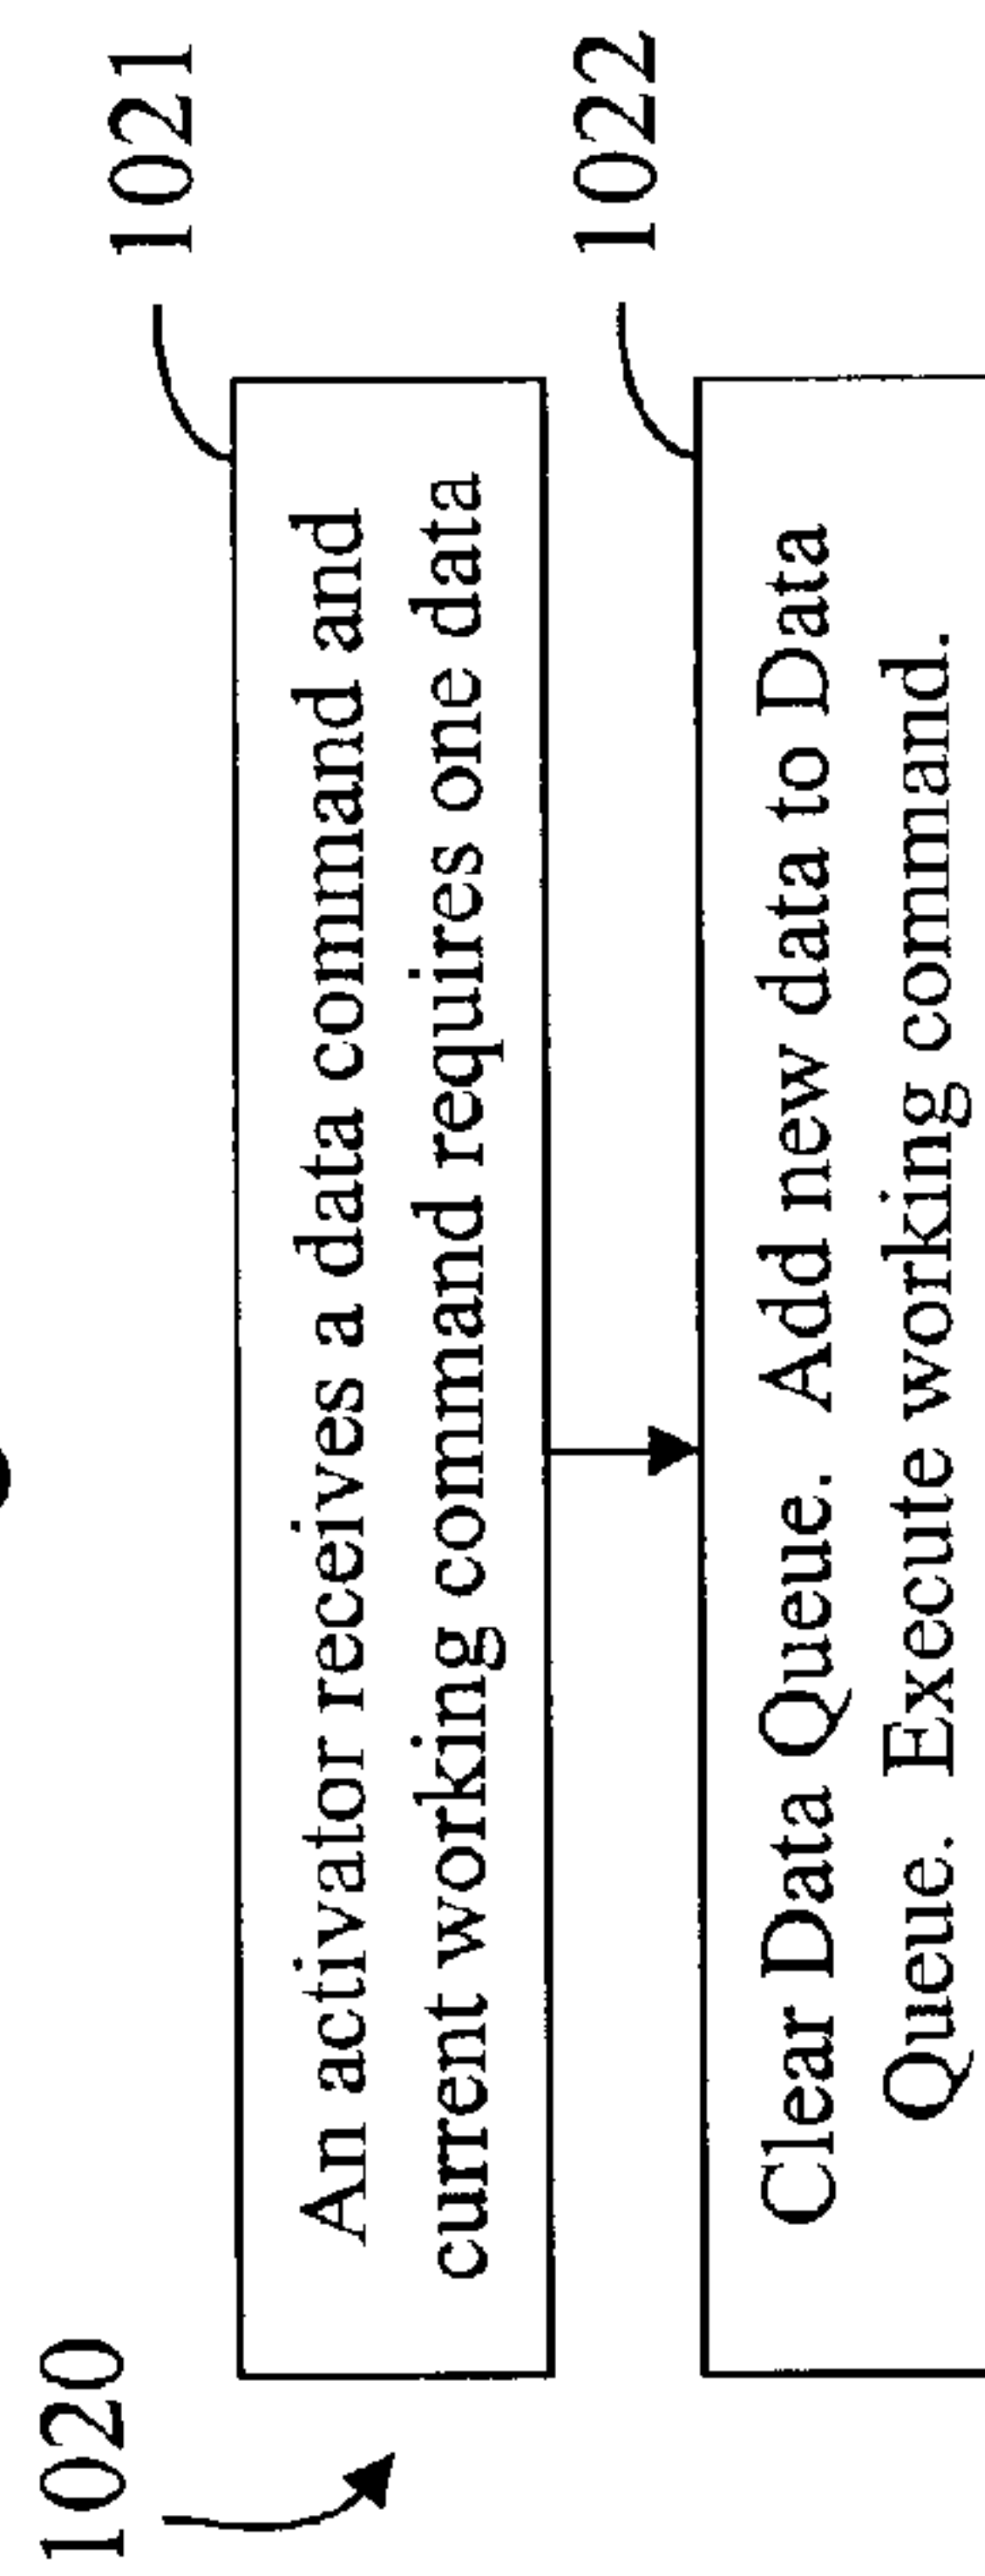 1020
1021
An activator receives a data command and
current working command requires one data
1022
Clear Data Queue. Add new data to Data
Queue. Execute working command.